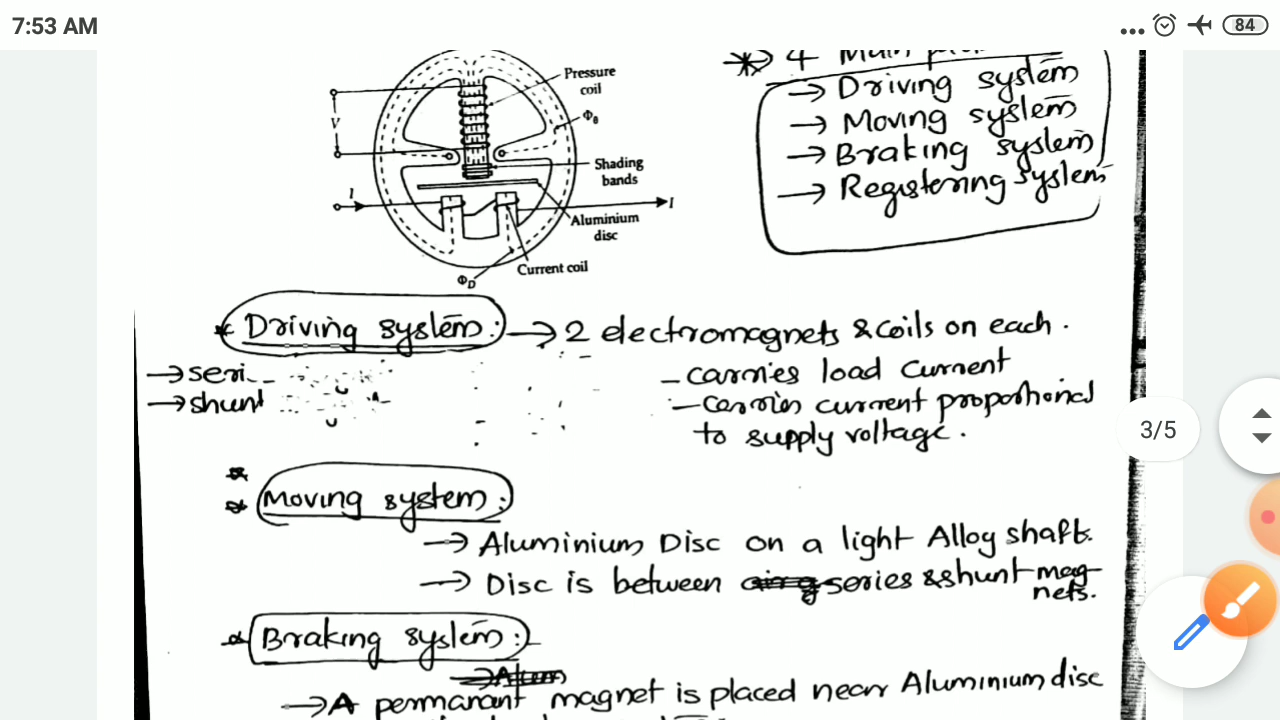 7:53 AM
84
4 Main
→ Driving system
→ Moving system
→ Braking system
→ Registering system
Pressure
coil
V
Φ8
Shading
bands
I
I
Aluminium
disc
Current coil
ΦD
Driving system: → 2 electromagnets & coils on each.
→ seri
→ shunt
- carries load current
- carries current proportional
to supply voltage.
3/5
Moving system:
→ Aluminium Disc on a light Alloy shaft.
→ Disc is between series & shunt mag
nets.
Braking system:
→ A permanant magnet is placed near Aluminium disc